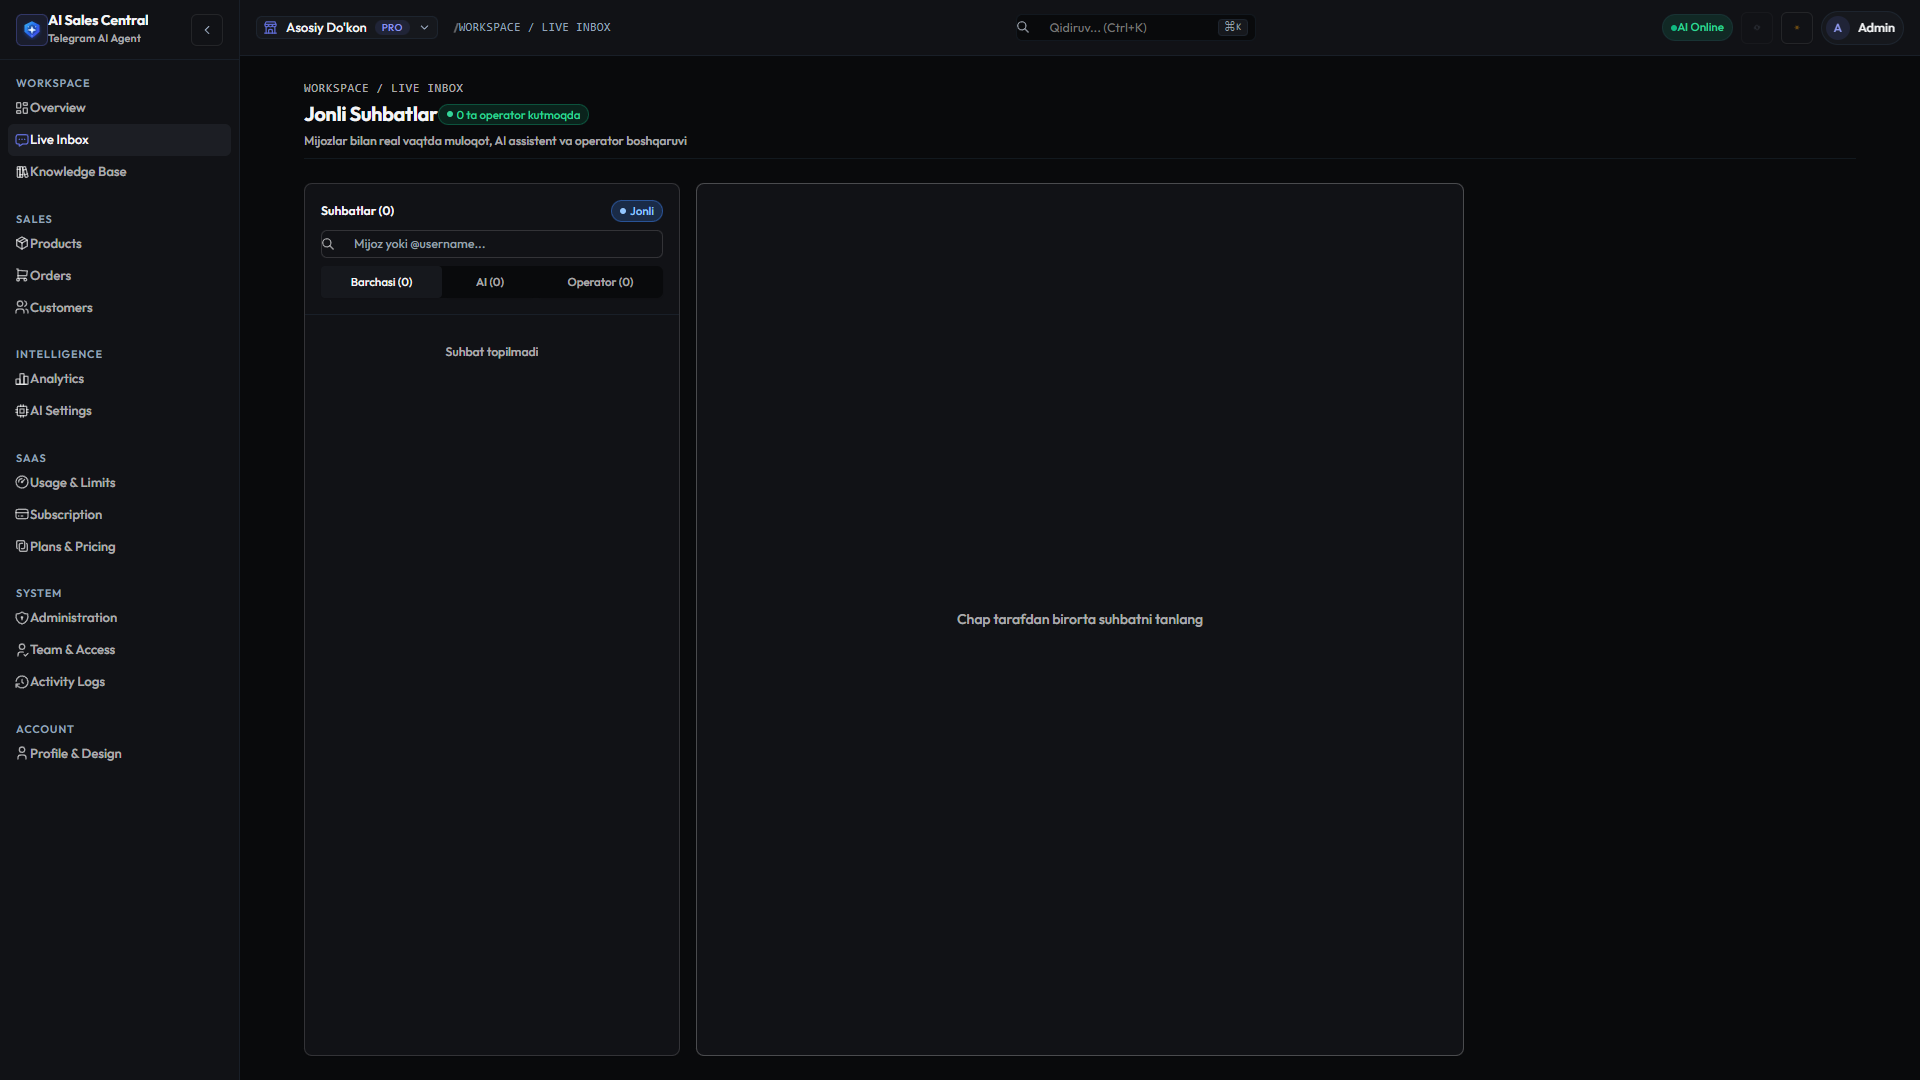 AI Sales Central
Telegram AI Agent
WORKSPACE
Overview
Live Inbox
Knowledge Base
SALES
Products
Orders
Customers
INTELLIGENCE
Analytics
AI Settings
SAAS
Usage & Limits
Subscription
Plans & Pricing
SYSTEM
Administration
Team & Access
Activity Logs
ACCOUNT
Profile & Design
Asosiy Do'kon PRO /WORKSPACE / LIVE INBOX
Qidiruv... (Ctrl+K) ⌘K
AI Online
A Admin
WORKSPACE / LIVE INBOX
Jonli Suhbatlar 0 ta operator kutmoqda
Mijozlar bilan real vaqtda muloqot, AI assistent va operator boshqaruvi
Suhbatlar (0) Jonli
Mijoz yoki @username...
Barchasi (0) AI (0) Operator (0)
Suhbat topilmadi
Chap tarafdan birorta suhbatni tanlang